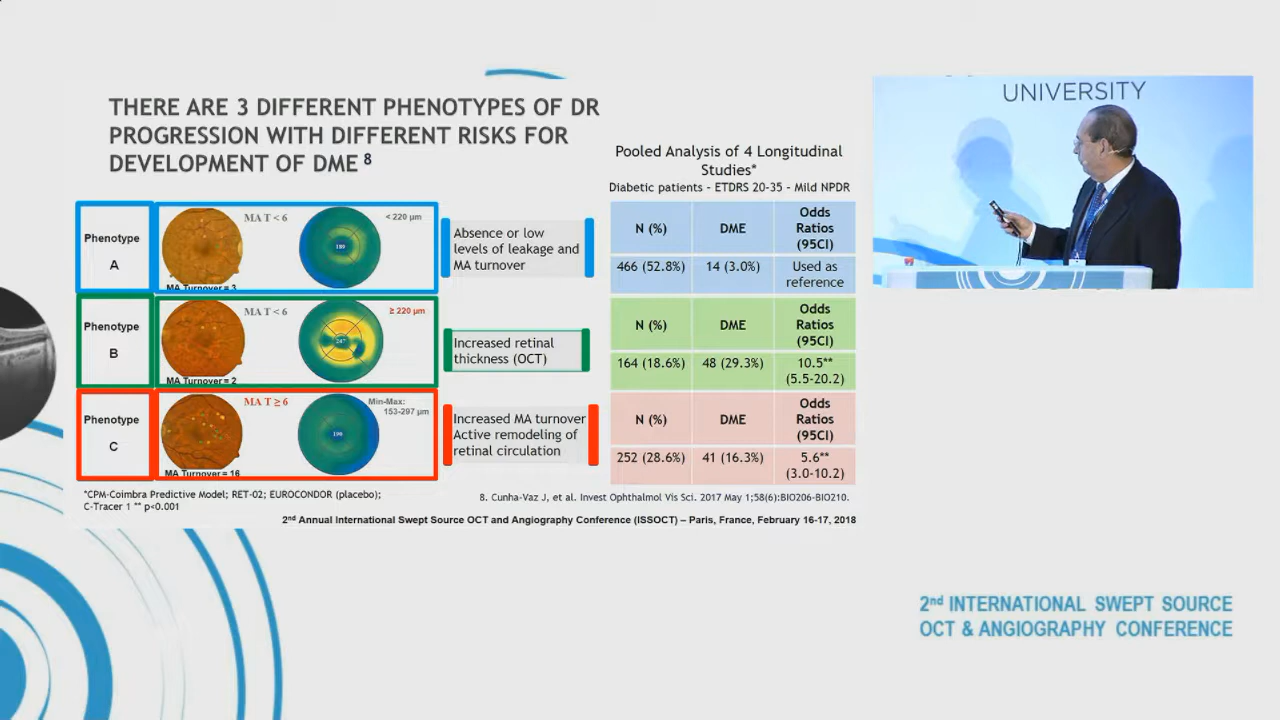 THERE ARE 3 DIFFERENT PHENOTYPES OF DR
PROGRESSION WITH DIFFERENT RISKS FOR
DEVELOPMENT OF DME 8
Pooled Analysis of 4 Longitudinal
Studies*
Diabetic patients - ETDRS 20-35 - Mild NPDR
Phenotype
A
MA T < 6
< 220 µm
189
MA Turnover = 3
Absence or low
levels of leakage and
MA turnover
N (%) DME Odds
Ratios
(95CI)
466 (52.8%) 14 (3.0%) Used as
reference
Phenotype
B
MA T < 6
≥ 220 µm
MA Turnover = 2
Increased retinal
thickness (OCT)
N (%) DME Odds
Ratios
(95CI)
164 (18.6%) 48 (29.3%) 10.5**
(5.5-20.2)
Phenotype
C
MA T ≥ 6
Min-Max:
153-297 µm
MA Turnover = 16
Increased MA turnover
Active remodeling of
retinal circulation
N (%) DME Odds
Ratios
(95CI)
252 (28.6%) 41 (16.3%) 5.6**
(3.0-10.2)
*CPM-Coimbra Predictive Model; RET-02; EUROCONDOR (placebo);
C-Tracer 1 ** p<0.001
8. Cunha-Vaz J, et al. Invest Ophthalmol Vis Sci. 2017 May 1;58(6):BIO206-BIO210.
2nd Annual International Swept Source OCT and Angiography Conference (ISSOCT) – Paris, France, February 16-17, 2018
UNIVERSITY
2nd INTERNATIONAL SWEPT SOURCE
OCT & ANGIOGRAPHY CONFERENCE